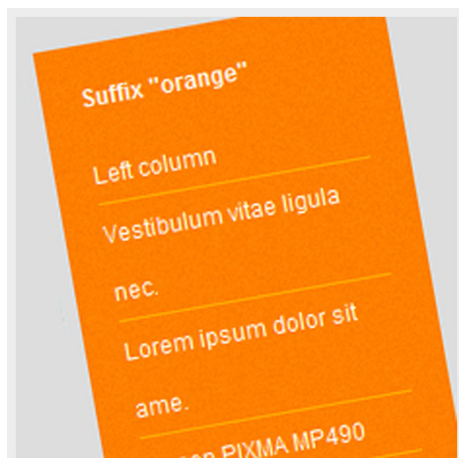 Suffix "orange"
Left column
Vestibulum vitae ligula
nec.
Lorem ipsum dolor sit
ame.
PIXMA MP490